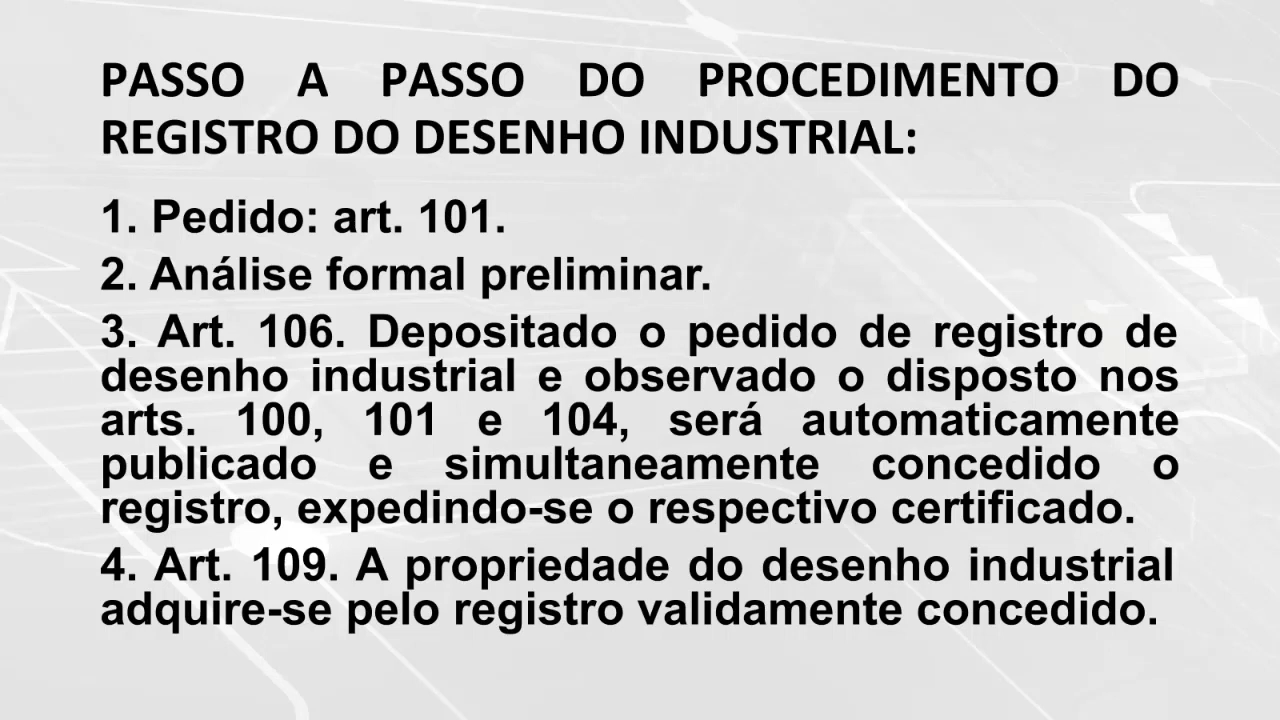 PASSO A PASSO DO PROCEDIMENTO DO
REGISTRO DO DESENHO INDUSTRIAL:
1. Pedido: art. 101.
2. Análise formal preliminar.
3. Art. 106. Depositado o pedido de registro de
desenho industrial e observado o disposto nos
arts. 100, 101 e 104, será automaticamente
publicado e simultaneamente concedido o
registro, expedindo-se o respectivo certificado.
4. Art. 109. A propriedade do desenho industrial
adquire-se pelo registro validamente concedido.